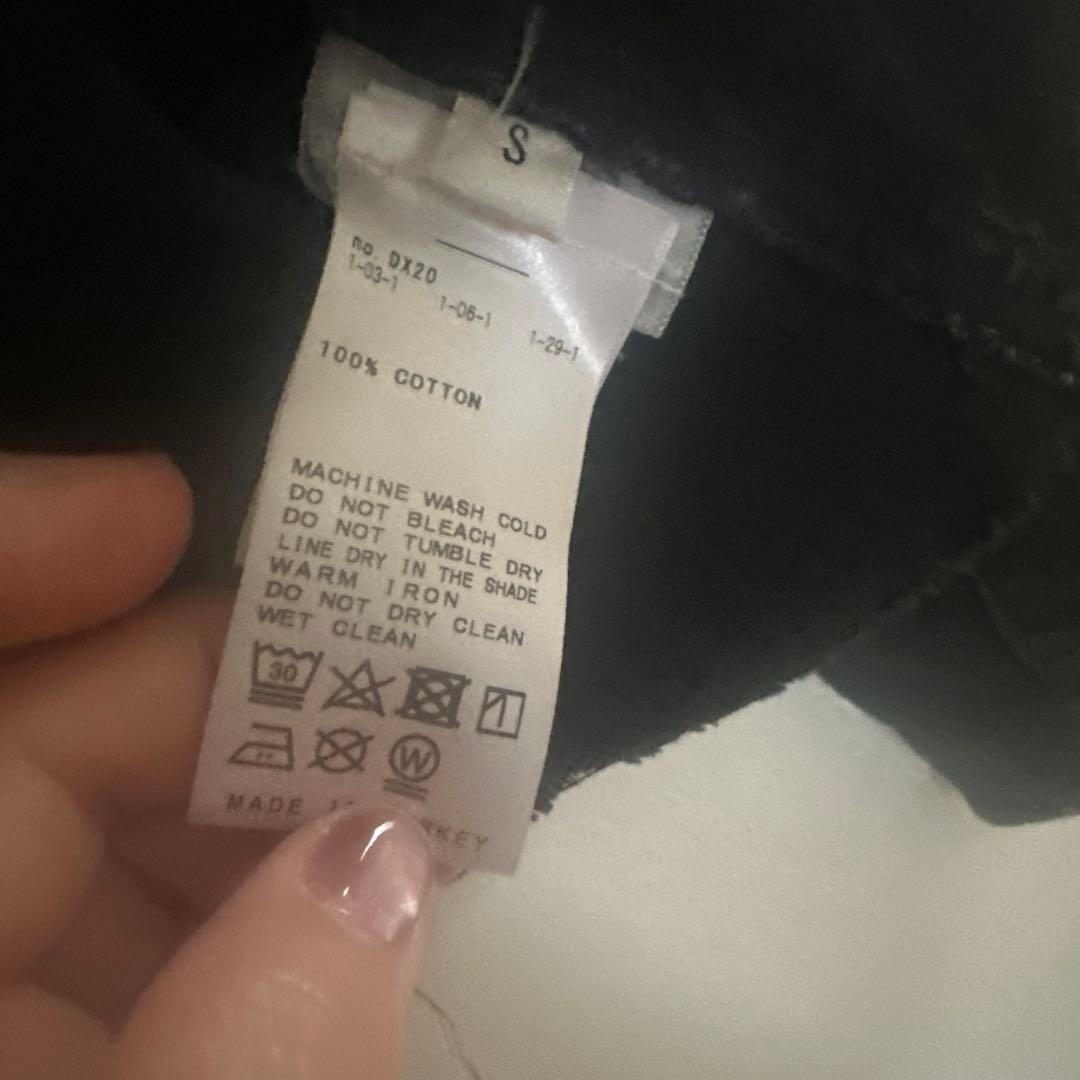 S
no. DX20
1-03-1 1-06-1 1-29-1
100% COTTON
MACHINE WASH COLD
DO NOT BLEACH
DO NOT TUMBLE DRY
LINE DRY IN THE SHADE
WARM IRON
DO NOT DRY CLEAN
WET CLEAN
30
W
MADE